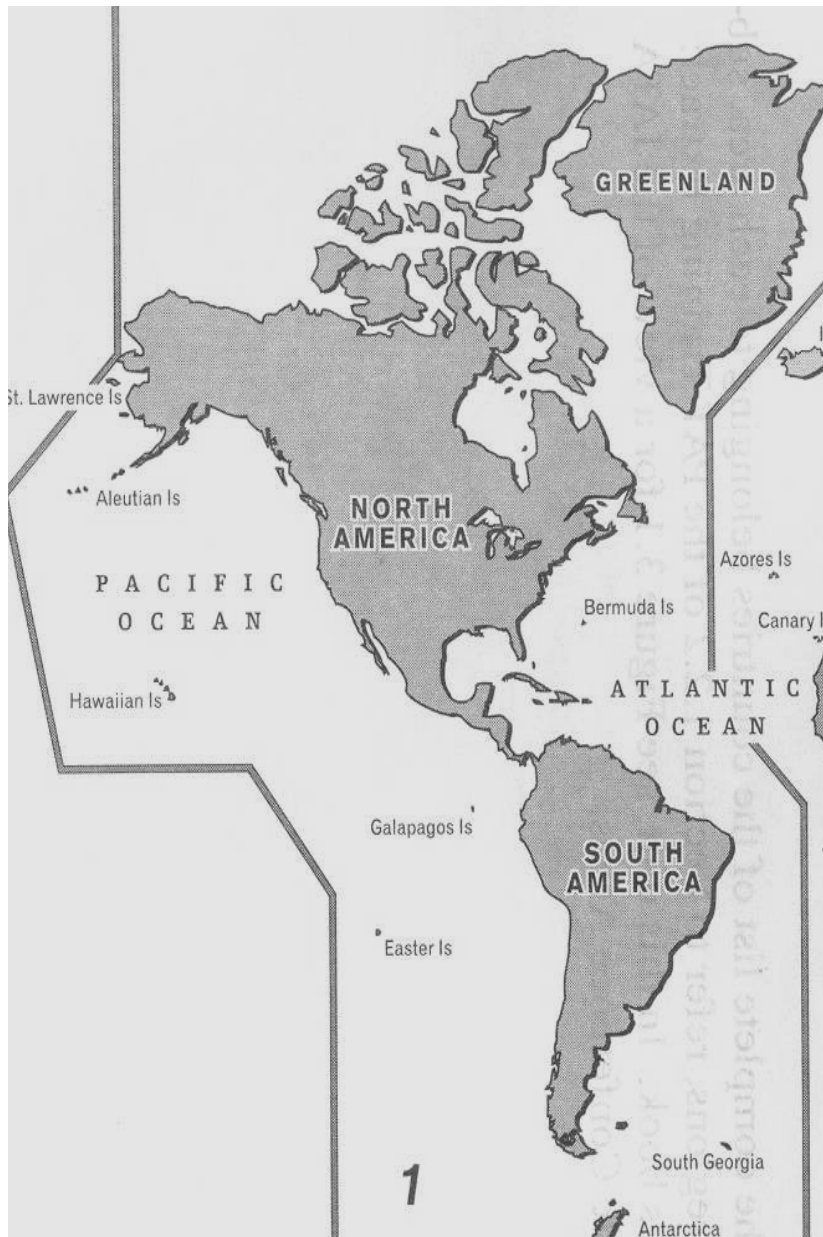 GREENLAND
St. Lawrence Is
Aleutian Is
NORTH
AMERICA
PACIFIC
OCEAN
Azores Is
Bermuda Is
Canary I
Hawaiian Is
ATLANTIC
OCEAN
Galapagos Is
SOUTH
AMERICA
Easter Is
South Georgia
1
Antarctica